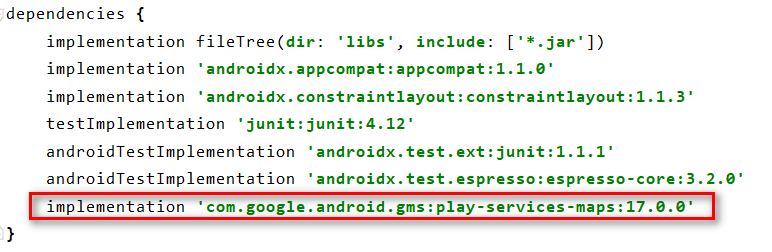 dependencies {
implementation fileTree(dir: 'libs', include: ['*.jar'])
implementation 'androidx.appcompat:appcompat:1.1.0'
implementation 'androidx.constraintlayout:constraintlayout:1.1.3'
testImplementation 'junit:junit:4.12'
androidTestImplementation 'androidx.test.ext:junit:1.1.1'
androidTestImplementation 'androidx.test.espresso:espresso-core:3.2.0'
implementation 'com.google.android.gms:play-services-maps:17.0.0'
}